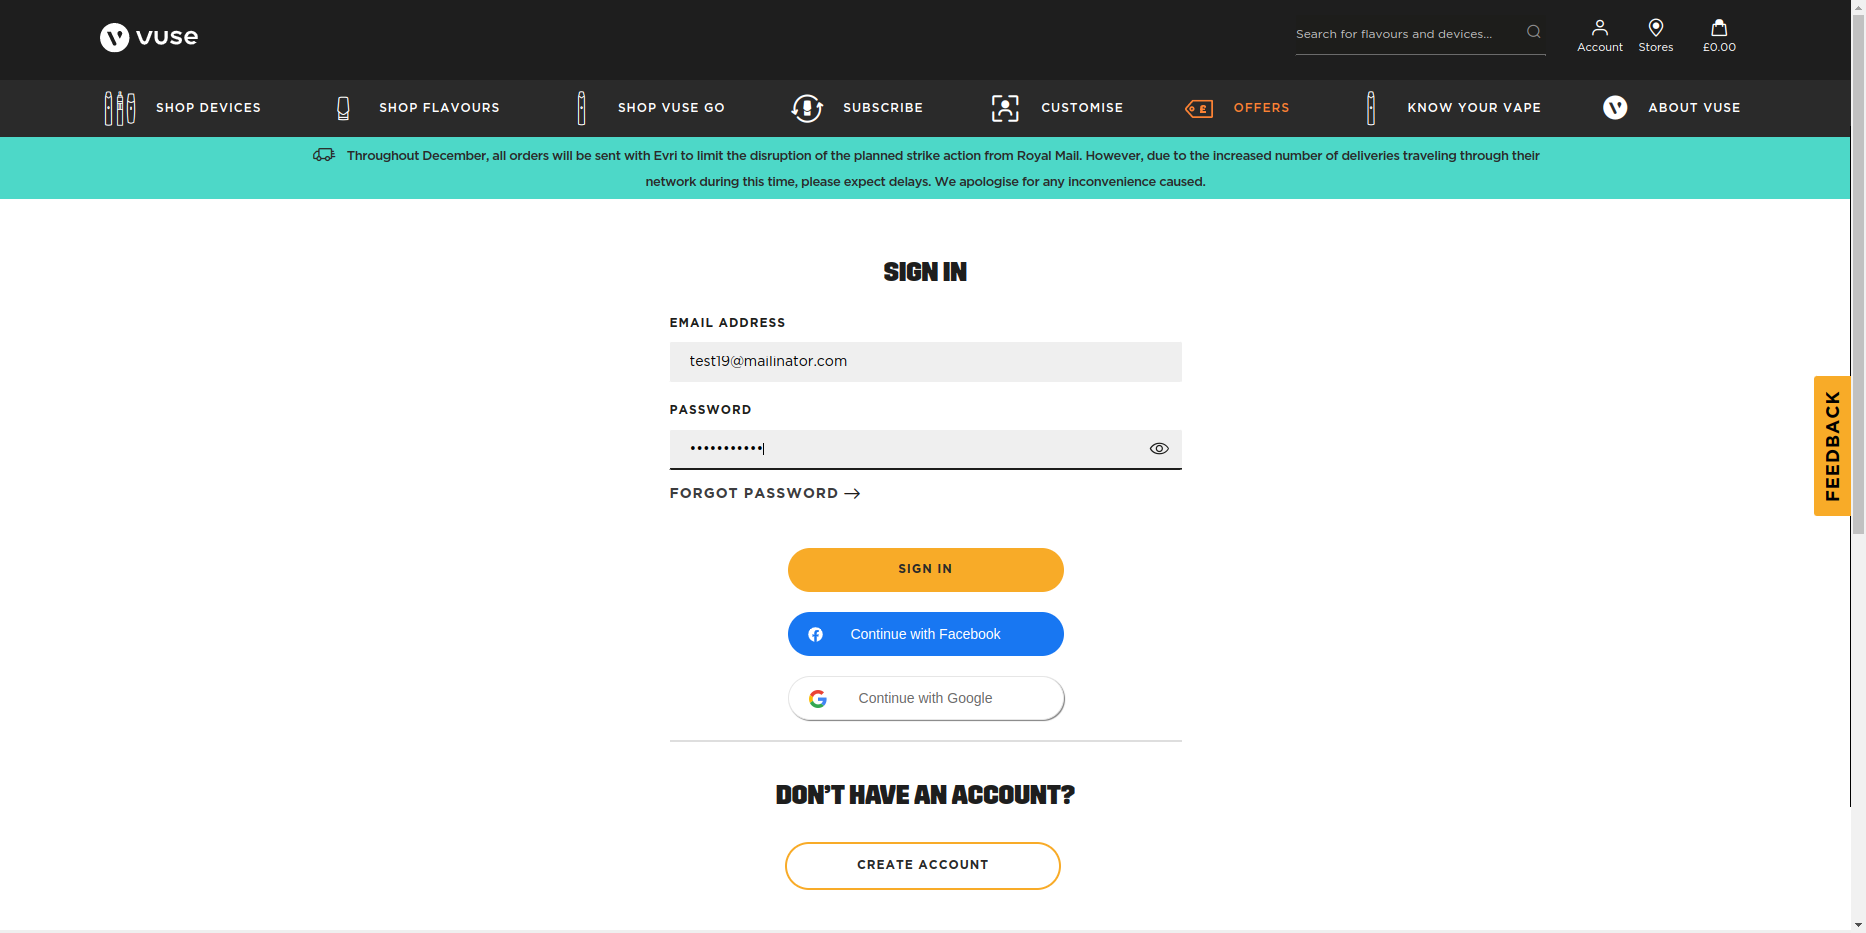 vuse
Search for flavours and devices...
Account
Stores
£0.00
SHOP DEVICES
SHOP FLAVOURS
SHOP VUSE GO
SUBSCRIBE
CUSTOMISE
£
OFFERS
KNOW YOUR VAPE
ABOUT VUSE
Throughout December, all orders will be sent with Evri to limit the disruption of the planned strike action from Royal Mail. However, due to the increased number of deliveries traveling through their
network during this time, please expect delays. We apologise for any inconvenience caused.
SIGN IN
EMAIL ADDRESS
test19@mailinator.com
PASSWORD
•••••••••••
FORGOT PASSWORD
SIGN IN
Continue with Facebook
Continue with Google
DON'T HAVE AN ACCOUNT?
CREATE ACCOUNT
FEEDBACK